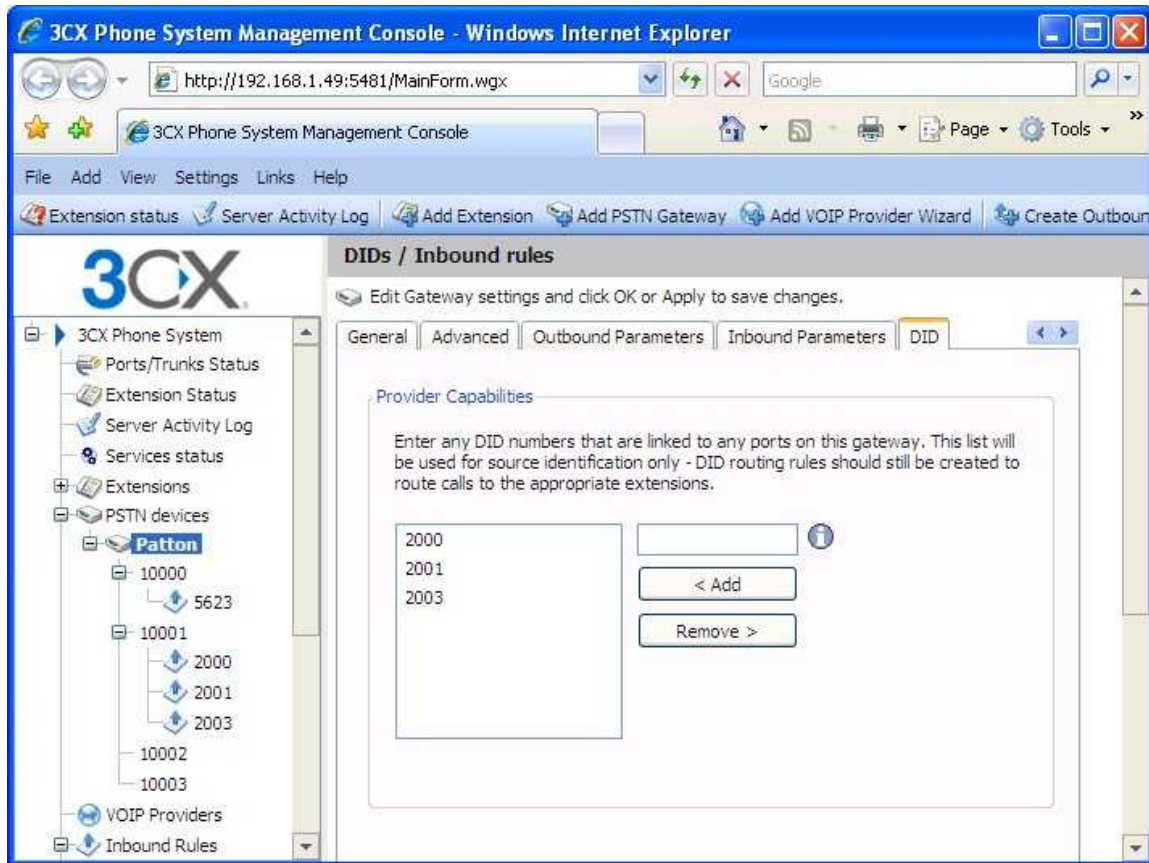 3CX Phone System Management Console - Windows Internet Explorer
http://192.168.1.49:5481/MainForm.wgx
Google
3CX Phone System Management Console
Page
Tools
File Add View Settings Links Help
Extension status Server Activity Log Add Extension Add PSTN Gateway Add VOIP Provider Wizard Create Outboun
3CX
3CX Phone System
Ports/Trunks Status
Extension Status
Server Activity Log
Services status
Extensions
PSTN devices
Patton
10000
5623
10001
2000
2001
2003
10002
10003
VOIP Providers
Inbound Rules
DIDs / Inbound rules
Edit Gateway settings and click OK or Apply to save changes.
General Advanced Outbound Parameters Inbound Parameters DID
Provider Capabilities
Enter any DID numbers that are linked to any ports on this gateway. This list will
be used for source identification only - DID routing rules should still be created to
route calls to the appropriate extensions.
2000
2001
2003
< Add
Remove >